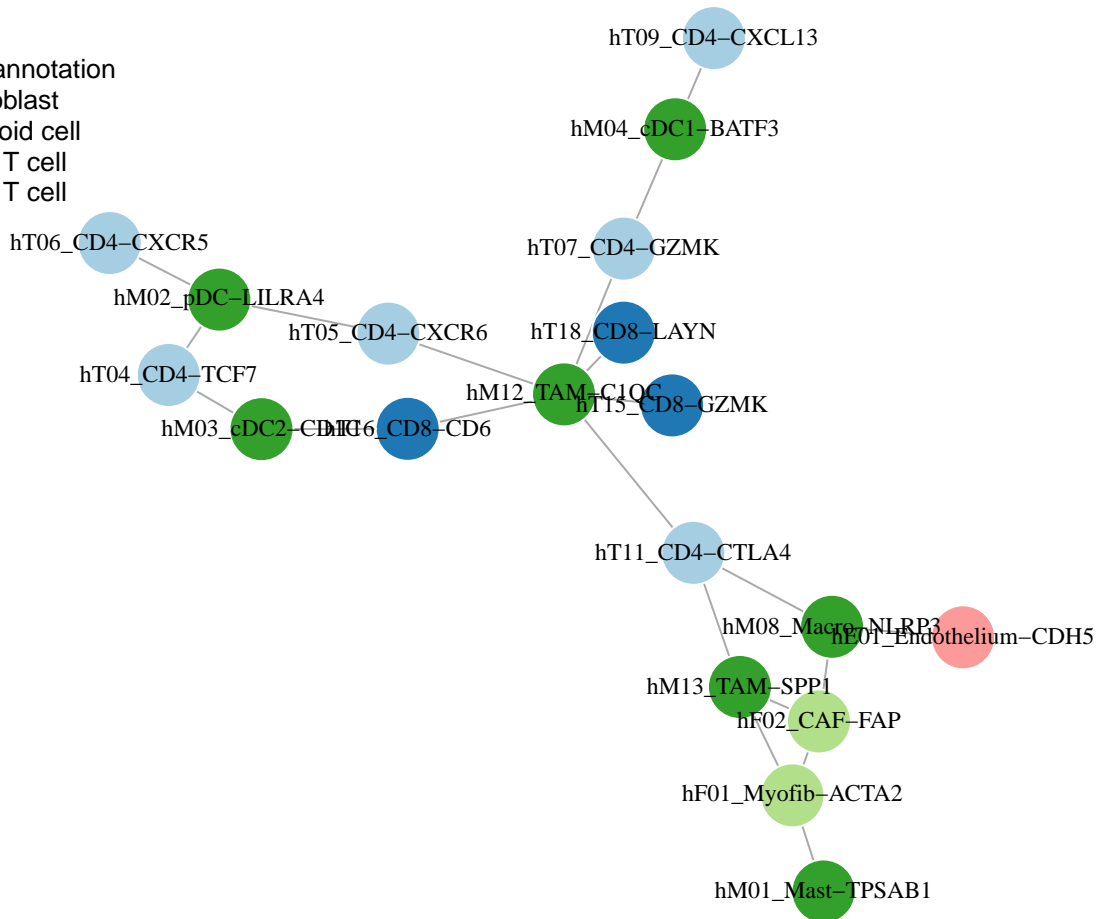 hT09_CD4−CXCL13
annotation
oblast
oid cell
T cell
T cell
hM04_cDC1−BATF3
hT06_CD4−CXCR5
hT07_CD4−GZMK
hM02_pDC−LILRA4
hT05_CD4−CXCR6
hT18_CD8−LAYN
hT04_CD4−TCF7
hM12_TAM−C1QC
hT15_CD8−GZMK
hM03_cDC2−CD1C
hT16_CD8−CD6
hT11_CD4−CTLA4
hM08_Macro−NLRP3
hE01_Endothelium−CDH5
hM13_TAM−SPP1
hF02_CAF−FAP
hF01_Myofib−ACTA2
hM01_Mast−TPSAB1